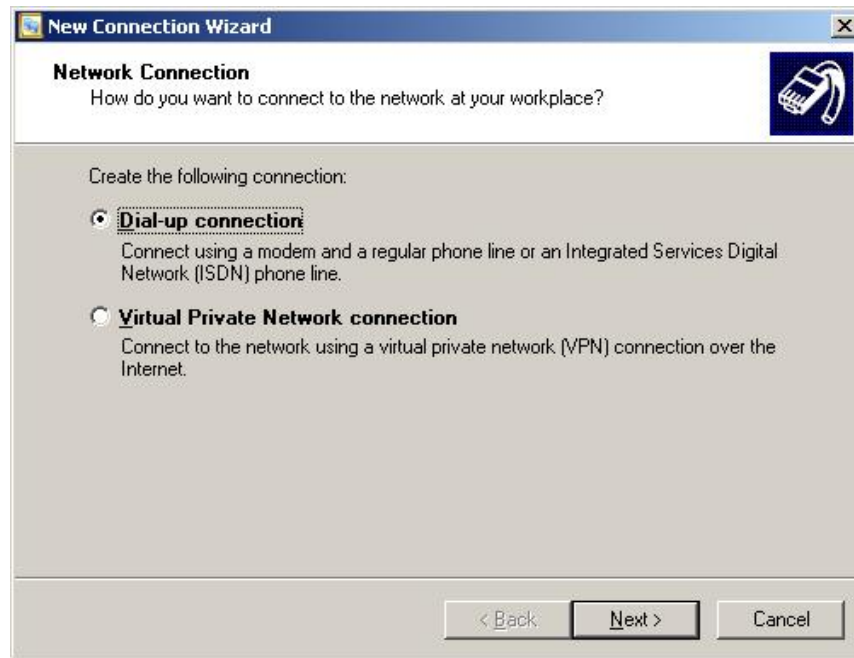 New Connection Wizard
Network Connection
How do you want to connect to the network at your workplace?
Create the following connection:
Dial-up connection
Connect using a modem and a regular phone line or an Integrated Services Digital
Network (ISDN) phone line.
Virtual Private Network connection
Connect to the network using a virtual private network (VPN) connection over the
Internet.
< Back
Next >
Cancel